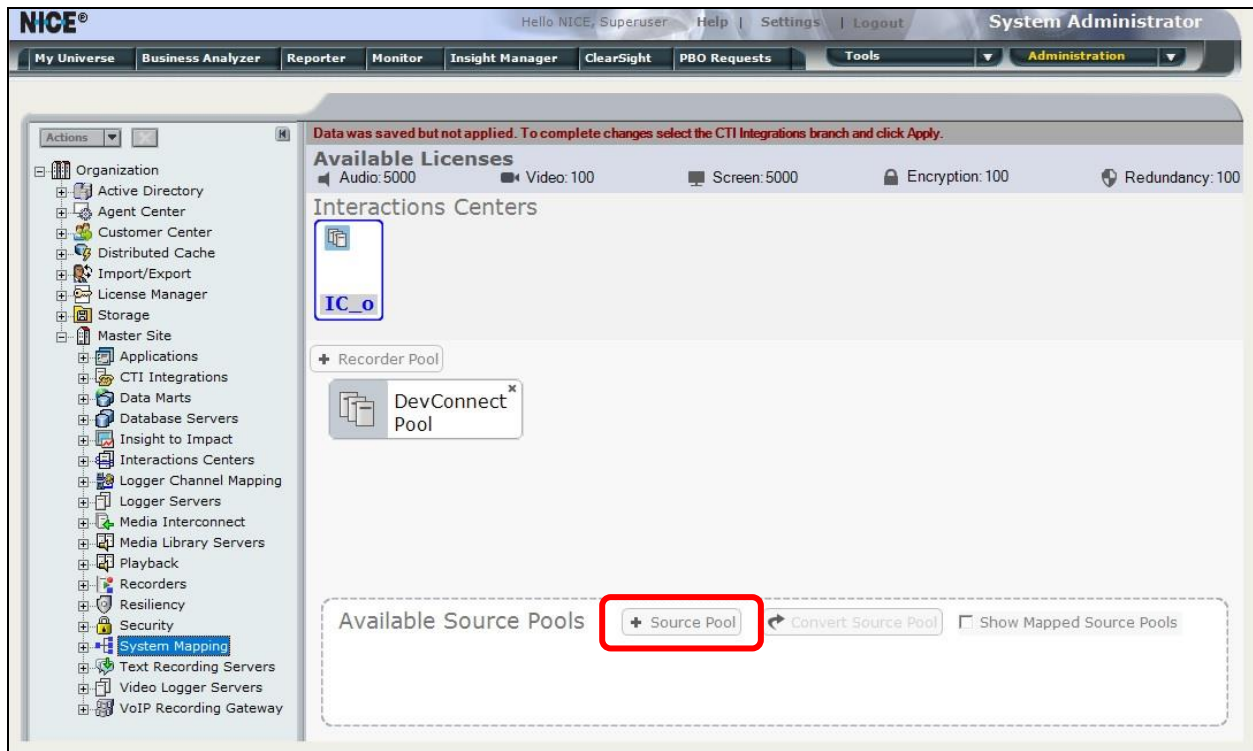 NICE®
Hello NICE, Superuser Help | Settings | Logout System Administrator
My Universe Business Analyzer Reporter Monitor Insight Manager ClearSight PBO Requests Tools Administration
Actions
Organization
Active Directory
Agent Center
Customer Center
Distributed Cache
Import/Export
License Manager
Storage
Master Site
Applications
CTI Integrations
Data Marts
Database Servers
Insight to Impact
Interactions Centers
Logger Channel Mapping
Logger Servers
Media Interconnect
Media Library Servers
Playback
Recorders
Resiliency
Security
System Mapping
Text Recording Servers
Video Logger Servers
VoIP Recording Gateway
Data was saved but not applied. To complete changes select the CTI Integrations branch and click Apply.
Available Licenses
Audio: 5000 Video: 100 Screen: 5000 Encryption: 100 Redundancy: 100
Interactions Centers
IC_o
+ Recorder Pool
DevConnect
Pool
Available Source Pools + Source Pool Convert Source Pool Show Mapped Source Pools